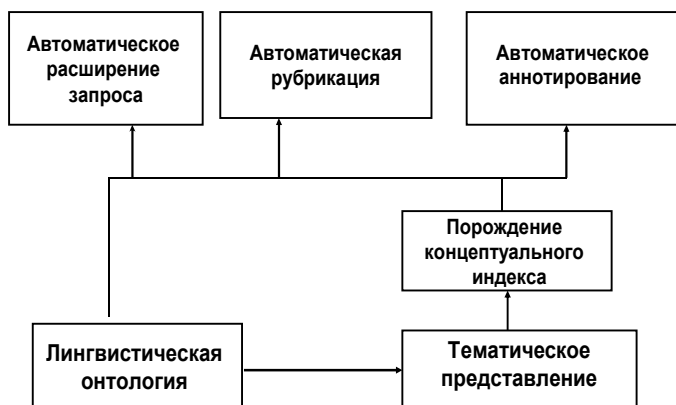 Автоматическое
расширение
запроса
Автоматическая
рубрикация
Автоматическое
аннотирование
Порождение
концептуального
индекса
Лингвистическая
онтология
Тематическое
представление